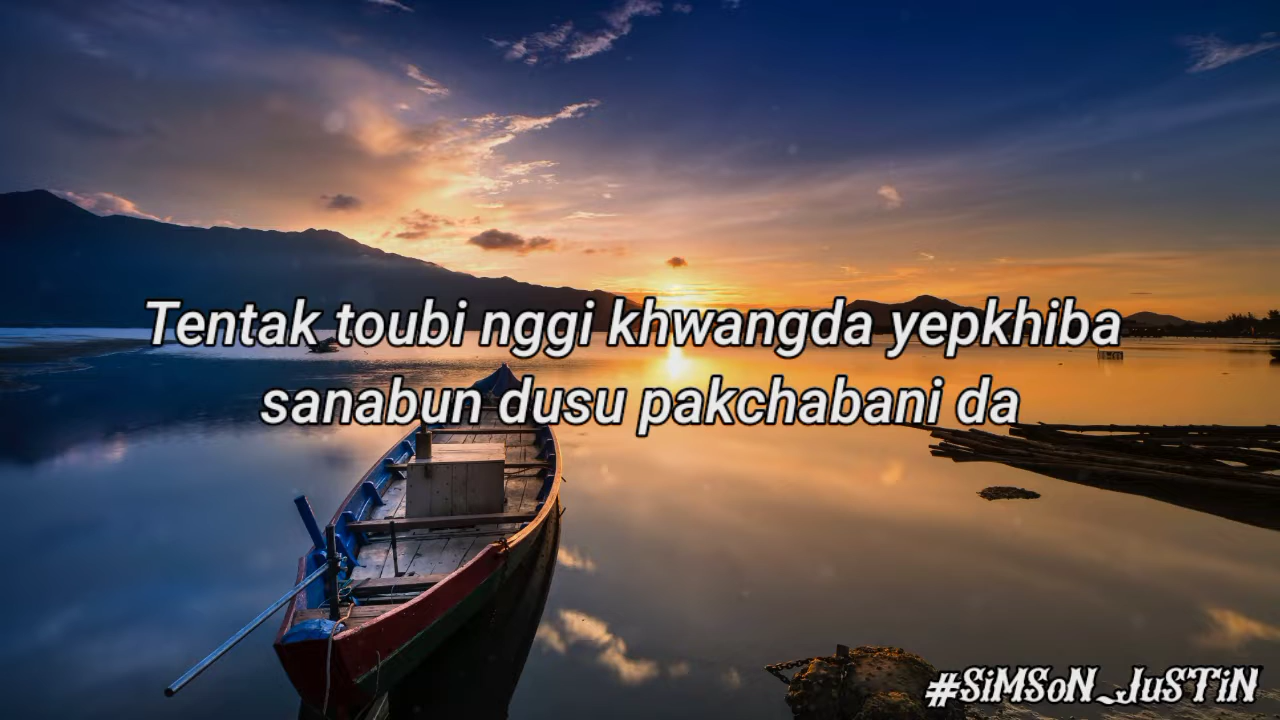 Tentak toubi nggi khwangda yepkhiba
sanabun dusu pakchabani da
#SiMSoN_JuSTiN